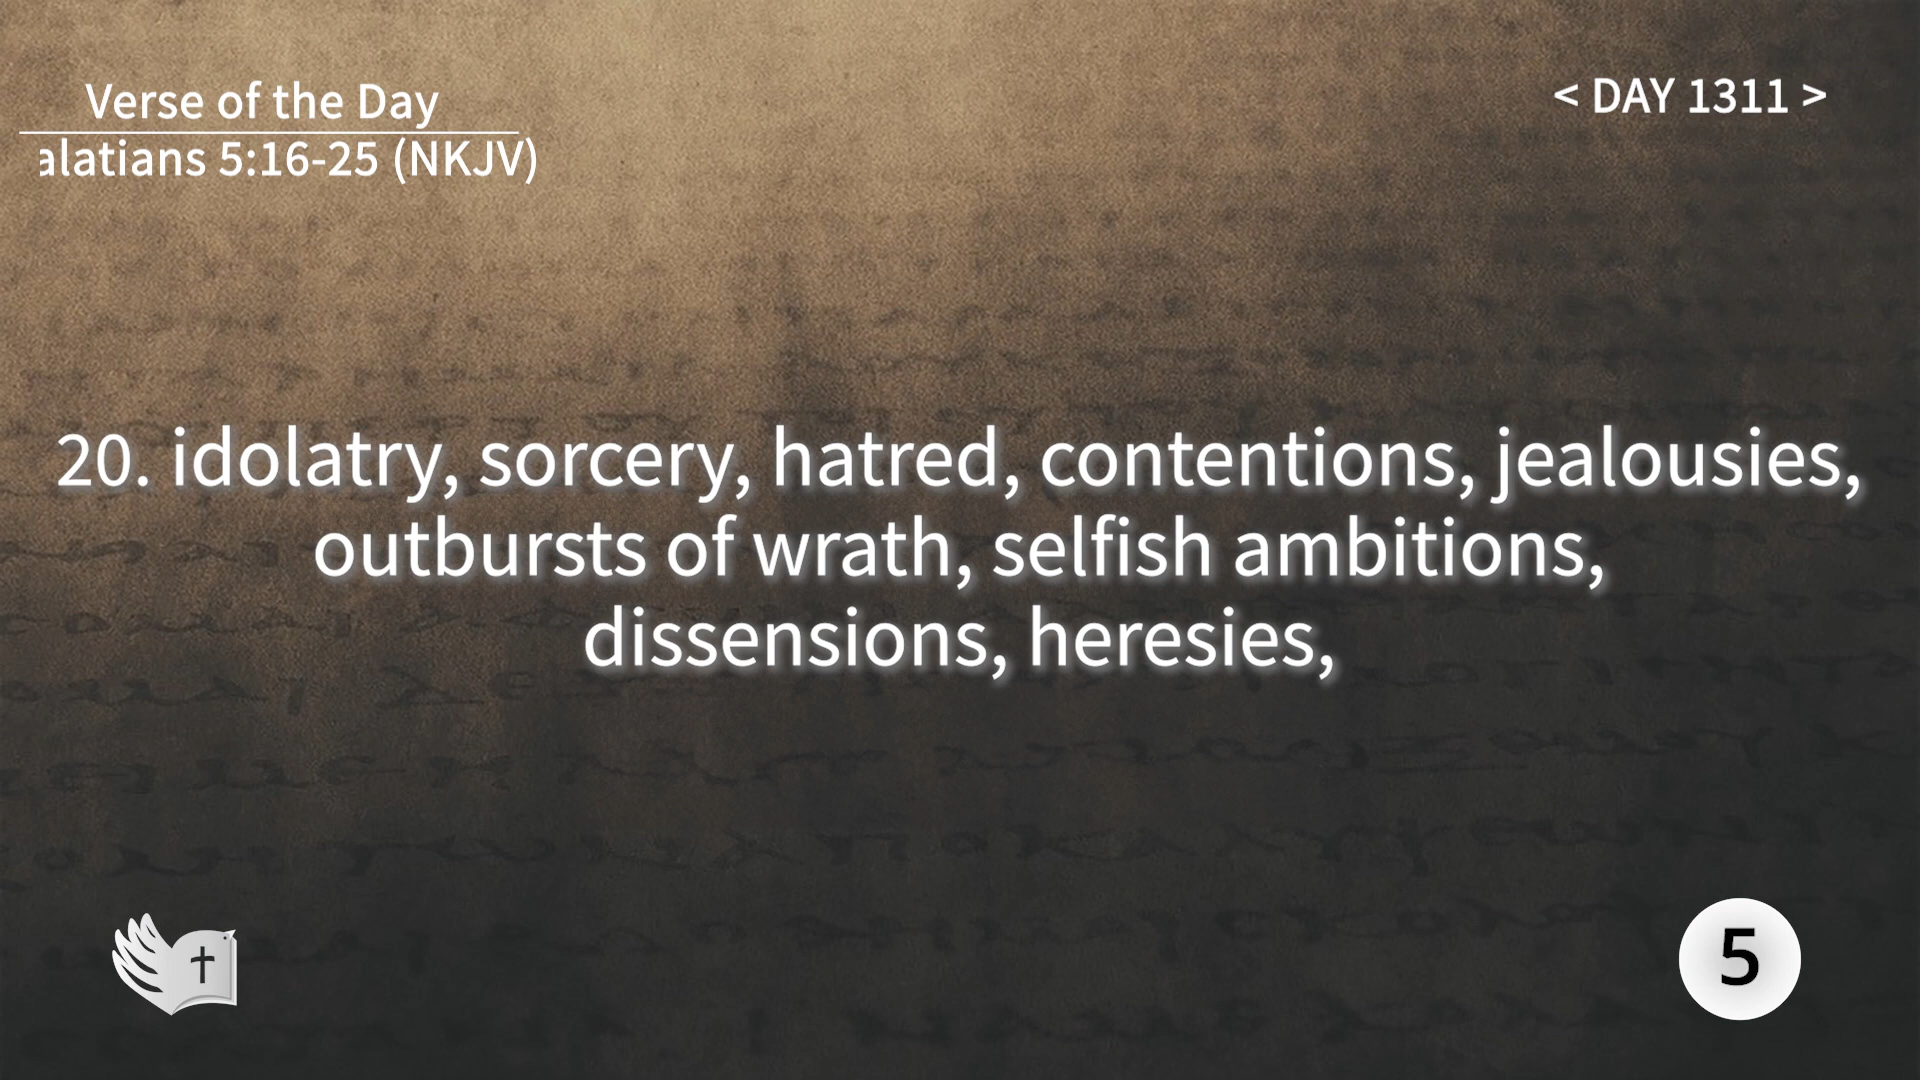 Verse of the Day
alatians 5:16-25 (NKJV)
< DAY 1311 >
20. idolatry, sorcery, hatred, contentions, jealousies,
outbursts of wrath, selfish ambitions,
dissensions, heresies,
5